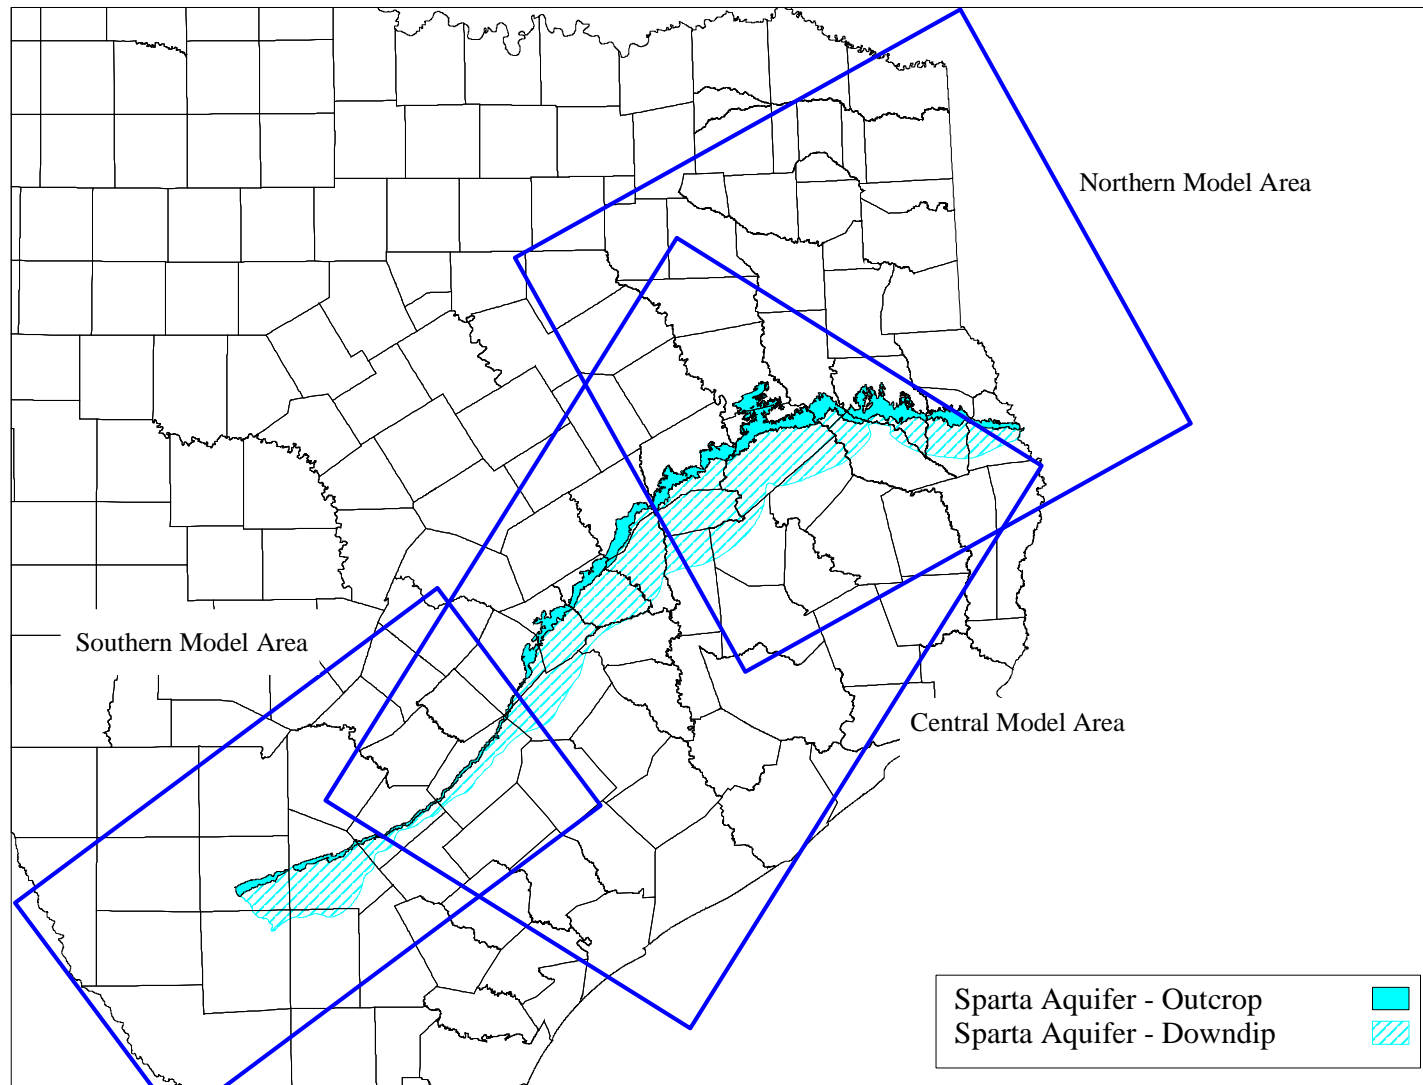 Northern Model Area
Southern Model Area
Central Model Area
Sparta Aquifer - Outcrop
Sparta Aquifer - Downdip